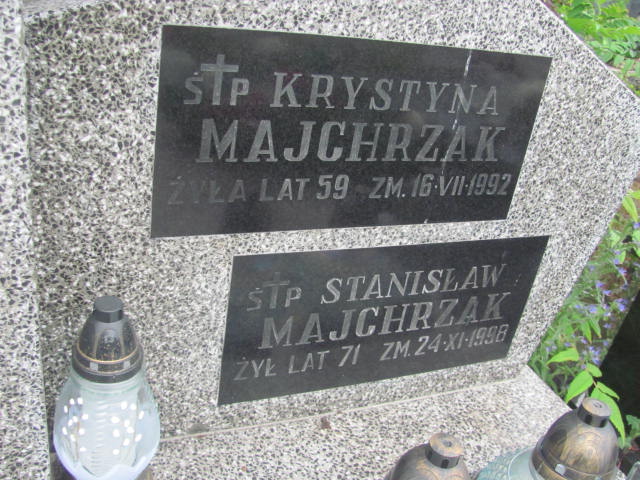 ŚP KRYSTYNA
MAJCHRZAK
ŻYŁA LAT 59 ZM. 16·VII·1992
ŚP STANISŁAW
MAJCHRZAK
ŻYŁ LAT 71 ZM. 24·XI·1998